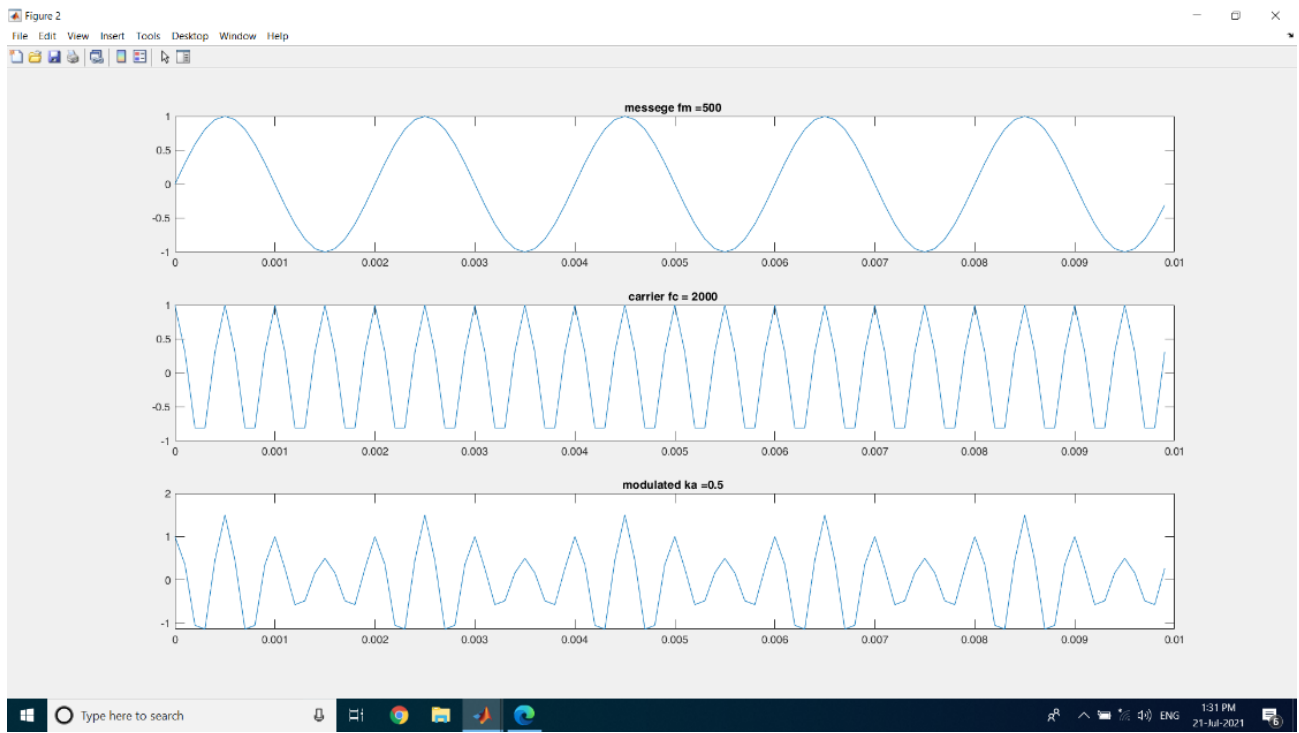 Figure 2
File Edit View Insert Tools Desktop Window Help
messege fm =500
1
0.5
0
-0.5
-1
0 0.001 0.002 0.003 0.004 0.005 0.006 0.007 0.008 0.009 0.01
carrier fc = 2000
1
0.5
0
-0.5
-1
0 0.001 0.002 0.003 0.004 0.005 0.006 0.007 0.008 0.009 0.01
modulated ka =0.5
2
1
0
-1
0 0.001 0.002 0.003 0.004 0.005 0.006 0.007 0.008 0.009 0.01
Type here to search
ENG
1:31 PM
21-Jul-2021
6